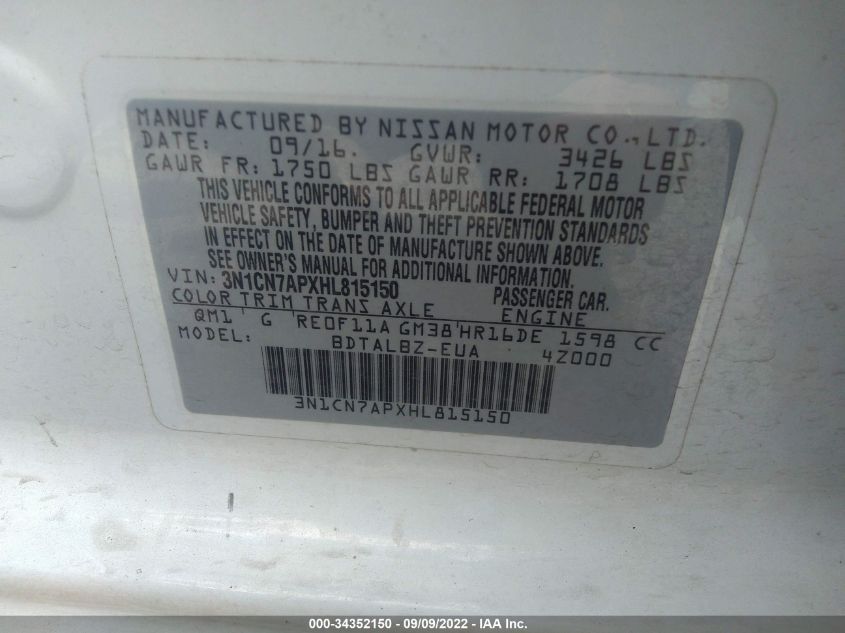 MANUFACTURED BY NISSAN MOTOR CO., LTD.
DATE: 09/16. GVWR: 3426 LBS
GAWR FR: 1750 LBS GAWR RR: 1708 LBS
THIS VEHICLE CONFORMS TO ALL APPLICABLE FEDERAL MOTOR
VEHICLE SAFETY, BUMPER AND THEFT PREVENTION STANDARDS
IN EFFECT ON THE DATE OF MANUFACTURE SHOWN ABOVE.
SEE OWNER'S MANUAL FOR ADDITIONAL INFORMATION.
VIN: 3N1CN7APXHL815150 PASSENGER CAR.
COLOR TRIM TRANS AXLE ENGINE
QM1 G RE0F11A GM38 HR16DE 1598 CC
MODEL: BDTALBZ-EUA 4Z000
3N1CN7APXHL815150
000-34352150 - 09/09/2022 - IAA Inc.